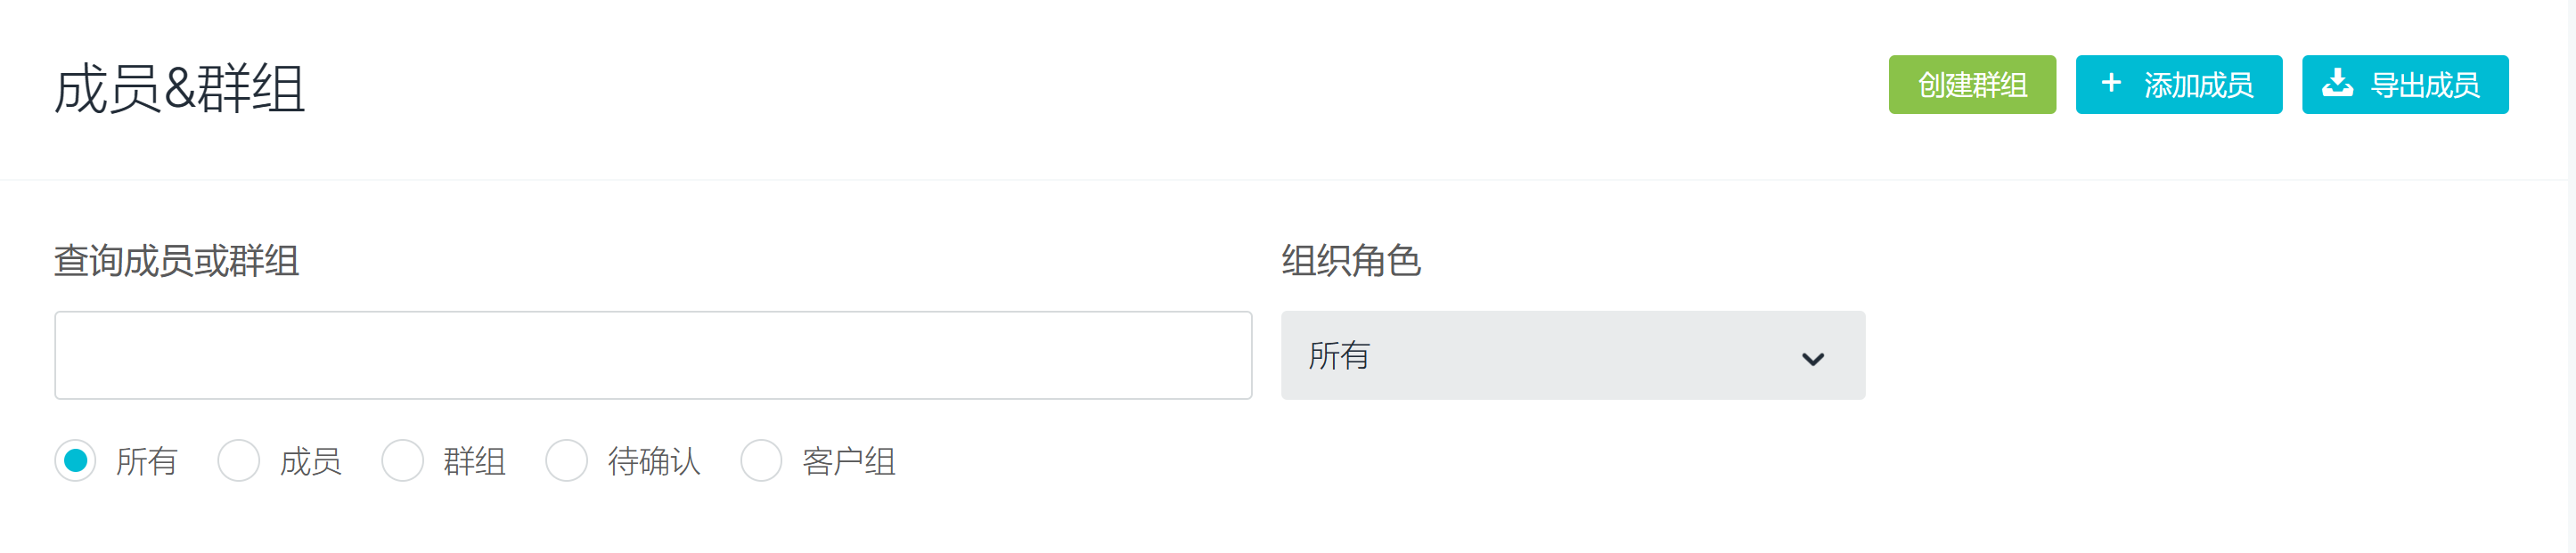 成员&群组
创建群组
添加成员
导出成员
查询成员或群组
组织角色
所有
所有 成员 群组 待确认 客户组